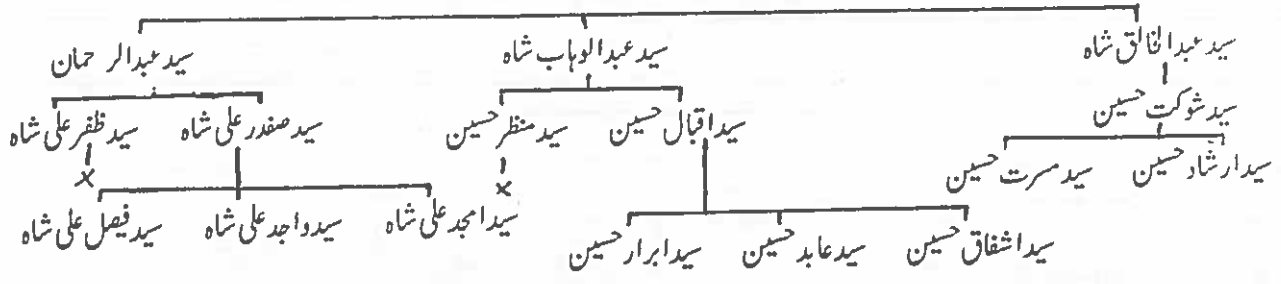 سید عبدالخالق شاہ سید عبدالوہاب شاہ سید عبدالرحمان
سید شوکت حسین سید اقبال حسین سید منظر حسین سید صفدر علی شاہ سید ظفر علی شاہ
سید ارشاد حسین سید مسرت حسین × ×
سید امجد علی شاہ سید واجد علی شاہ سید فیصل علی شاہ
سید اشفاق حسین سید عابد حسین سید ابرار حسین